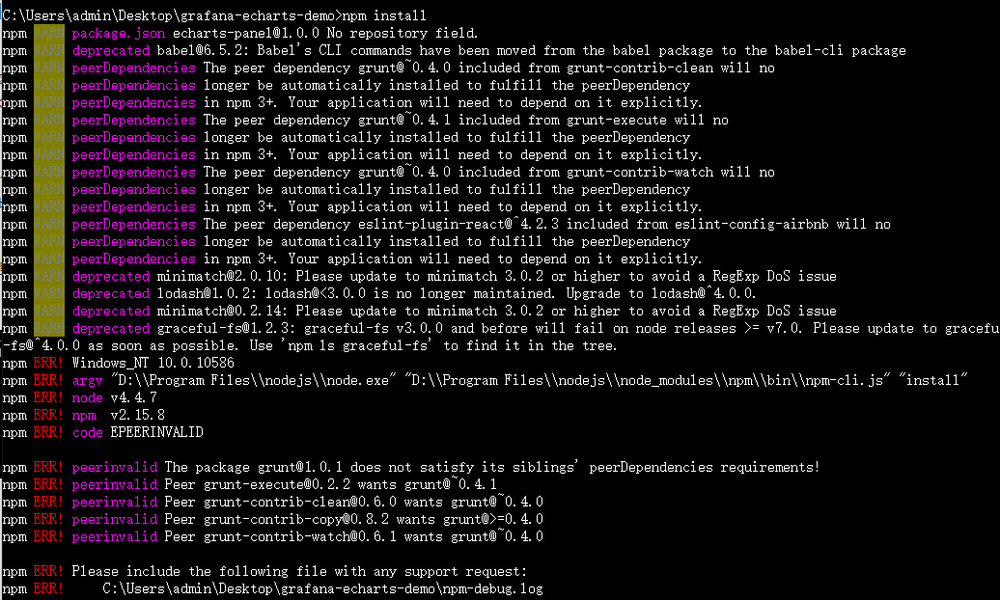 C:\Users\admin\Desktop\grafana-echarts-demo>npm install
npm WARN package.json echarts-panel@1.0.0 No repository field.
npm WARN deprecated babel@6.5.2: Babel's CLI commands have been moved from the babel package to the babel-cli package
npm WARN peerDependencies The peer dependency grunt@~0.4.0 included from grunt-contrib-clean will no
npm WARN peerDependencies longer be automatically installed to fulfill the peerDependency
npm WARN peerDependencies in npm 3+. Your application will need to depend on it explicitly.
npm WARN peerDependencies The peer dependency grunt@~0.4.1 included from grunt-execute will no
npm WARN peerDependencies longer be automatically installed to fulfill the peerDependency
npm WARN peerDependencies in npm 3+. Your application will need to depend on it explicitly.
npm WARN peerDependencies The peer dependency grunt@~0.4.0 included from grunt-contrib-watch will no
npm WARN peerDependencies longer be automatically installed to fulfill the peerDependency
npm WARN peerDependencies in npm 3+. Your application will need to depend on it explicitly.
npm WARN peerDependencies The peer dependency eslint-plugin-react@^4.2.3 included from eslint-config-airbnb will no
npm WARN peerDependencies longer be automatically installed to fulfill the peerDependency
npm WARN peerDependencies in npm 3+. Your application will need to depend on it explicitly.
npm WARN deprecated minimatch@2.0.10: Please update to minimatch 3.0.2 or higher to avoid a RegExp DoS issue
npm WARN deprecated lodash@1.0.2: lodash@<3.0.0 is no longer maintained. Upgrade to lodash@^4.0.0.
npm WARN deprecated minimatch@0.2.14: Please update to minimatch 3.0.2 or higher to avoid a RegExp DoS issue
npm WARN deprecated graceful-fs@1.2.3: graceful-fs v3.0.0 and before will fail on node releases >= v7.0. Please update to gracefu
-fs@^4.0.0 as soon as possible. Use 'npm ls graceful-fs' to find it in the tree.
npm ERR! Windows_NT 10.0.10586
npm ERR! argv "D:\\Program Files\\nodejs\\node.exe" "D:\\Program Files\\nodejs\\node_modules\\npm\\bin\\npm-cli.js" "install"
npm ERR! node v4.4.7
npm ERR! npm  v2.15.8
npm ERR! code EPEERINVALID
npm ERR! peerinvalid The package grunt@1.0.1 does not satisfy its siblings' peerDependencies requirements!
npm ERR! peerinvalid Peer grunt-execute@0.2.2 wants grunt@~0.4.1
npm ERR! peerinvalid Peer grunt-contrib-clean@0.6.0 wants grunt@~0.4.0
npm ERR! peerinvalid Peer grunt-contrib-copy@0.8.2 wants grunt@>=0.4.0
npm ERR! peerinvalid Peer grunt-contrib-watch@0.6.1 wants grunt@~0.4.0
npm ERR! Please include the following file with any support request:
npm ERR!     C:\Users\admin\Desktop\grafana-echarts-demo\npm-debug.log